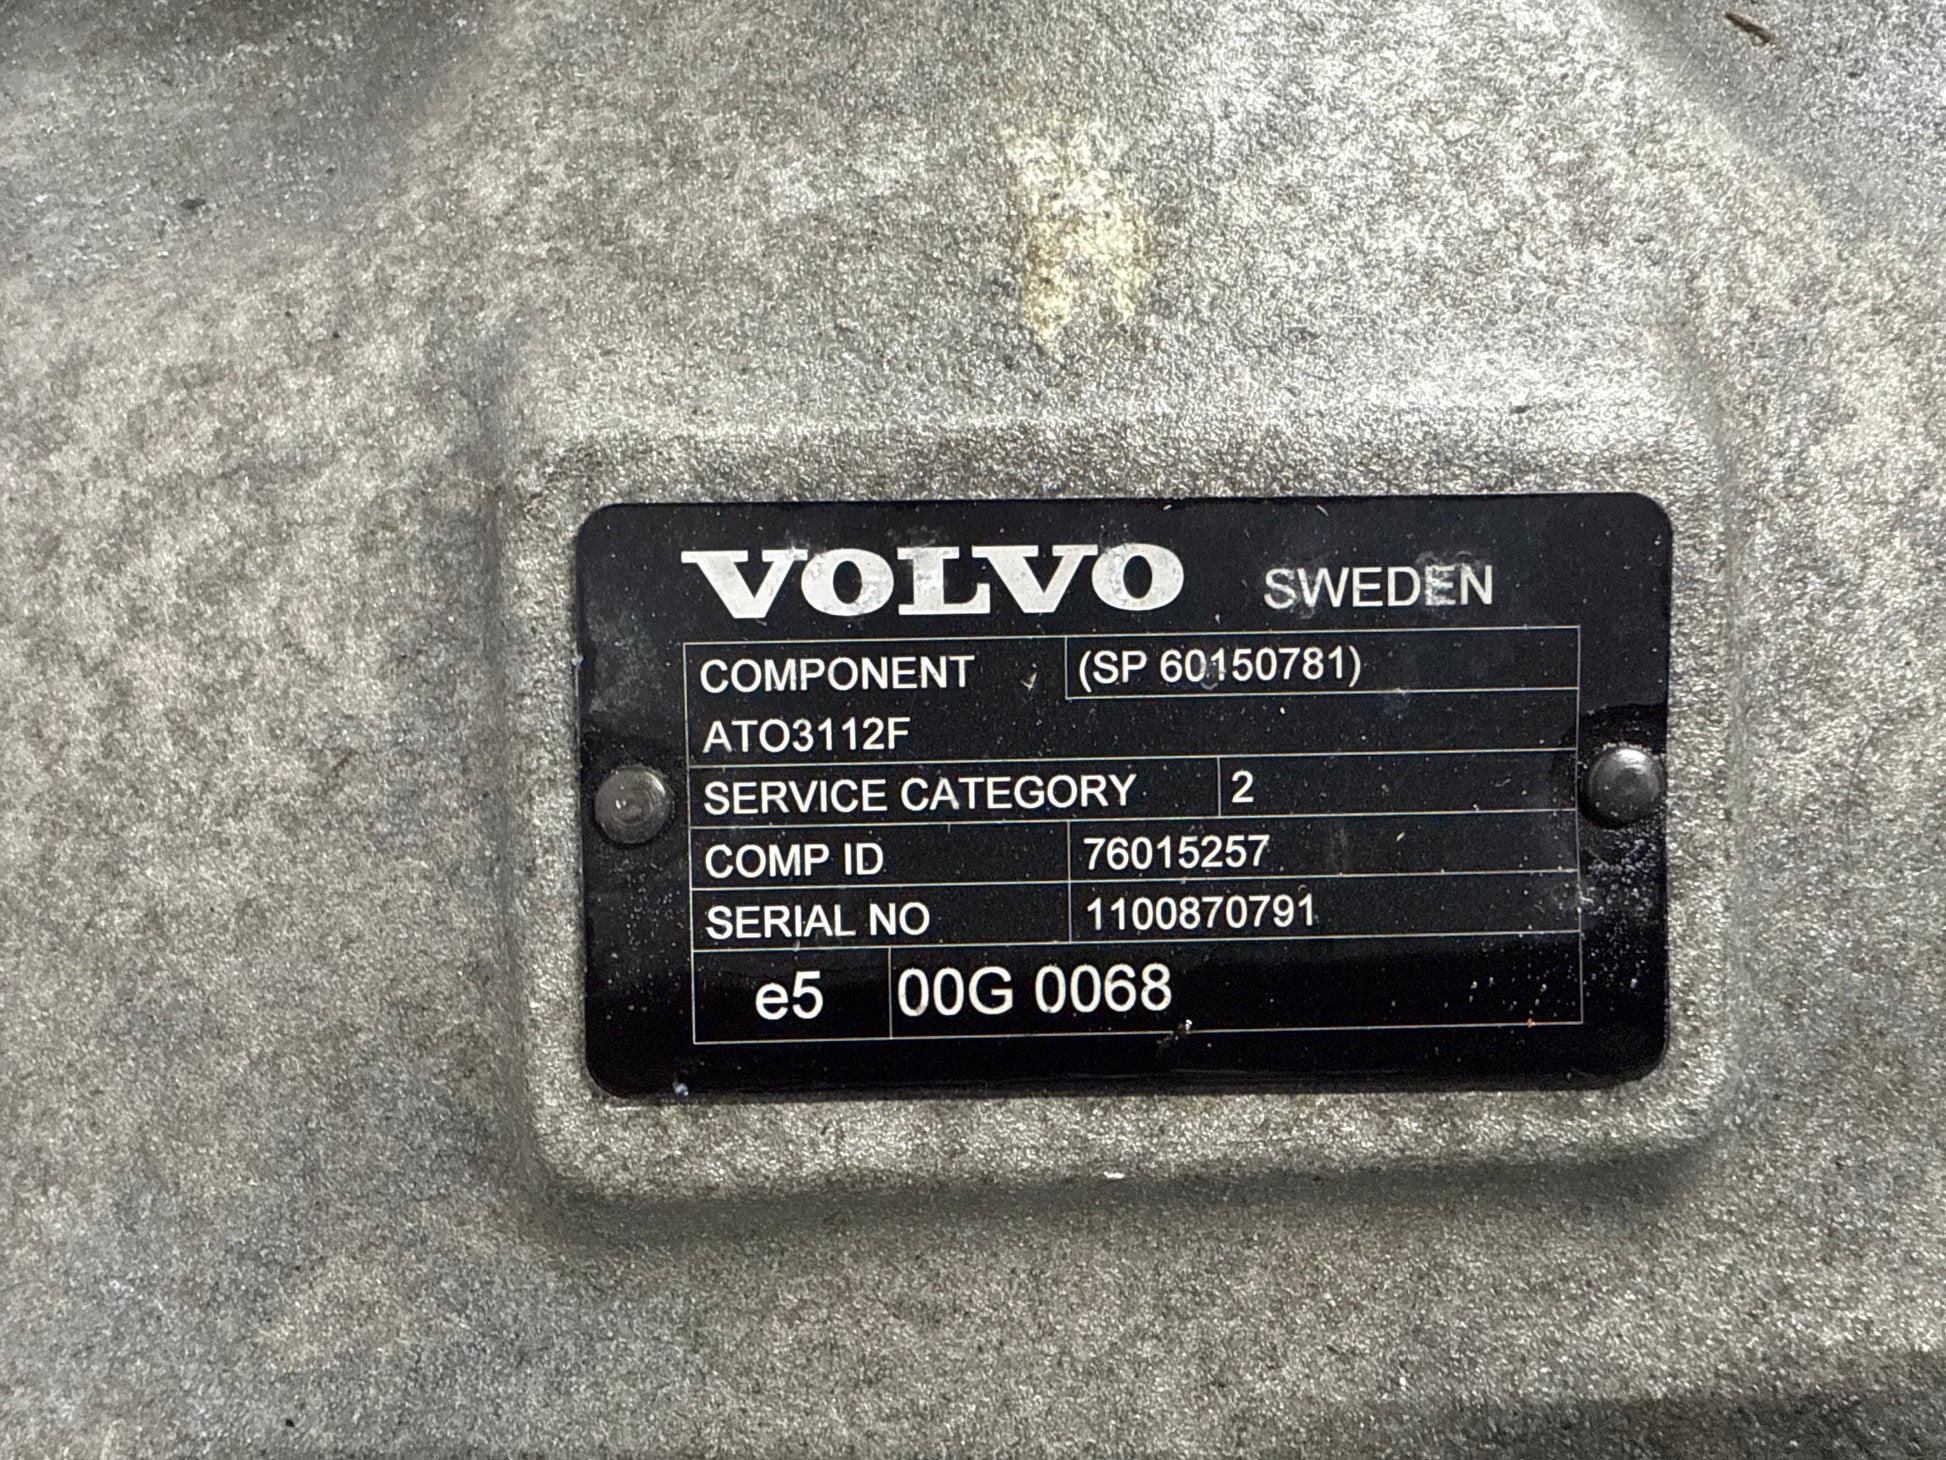 VOLVO SWEDEN
COMPONENT (SP 60150781)
ATO3112F
SERVICE CATEGORY 2
COMP ID 76015257
SERIAL NO 1100870791
e5 00G 0068